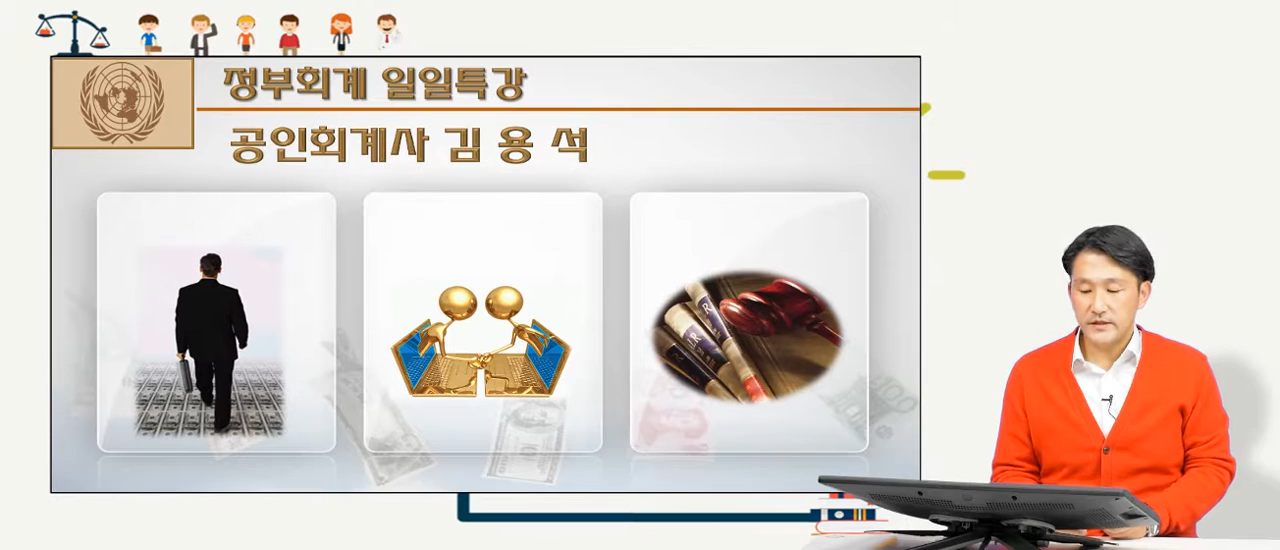 정부회계 일일특강
공인회계사 김 용 석